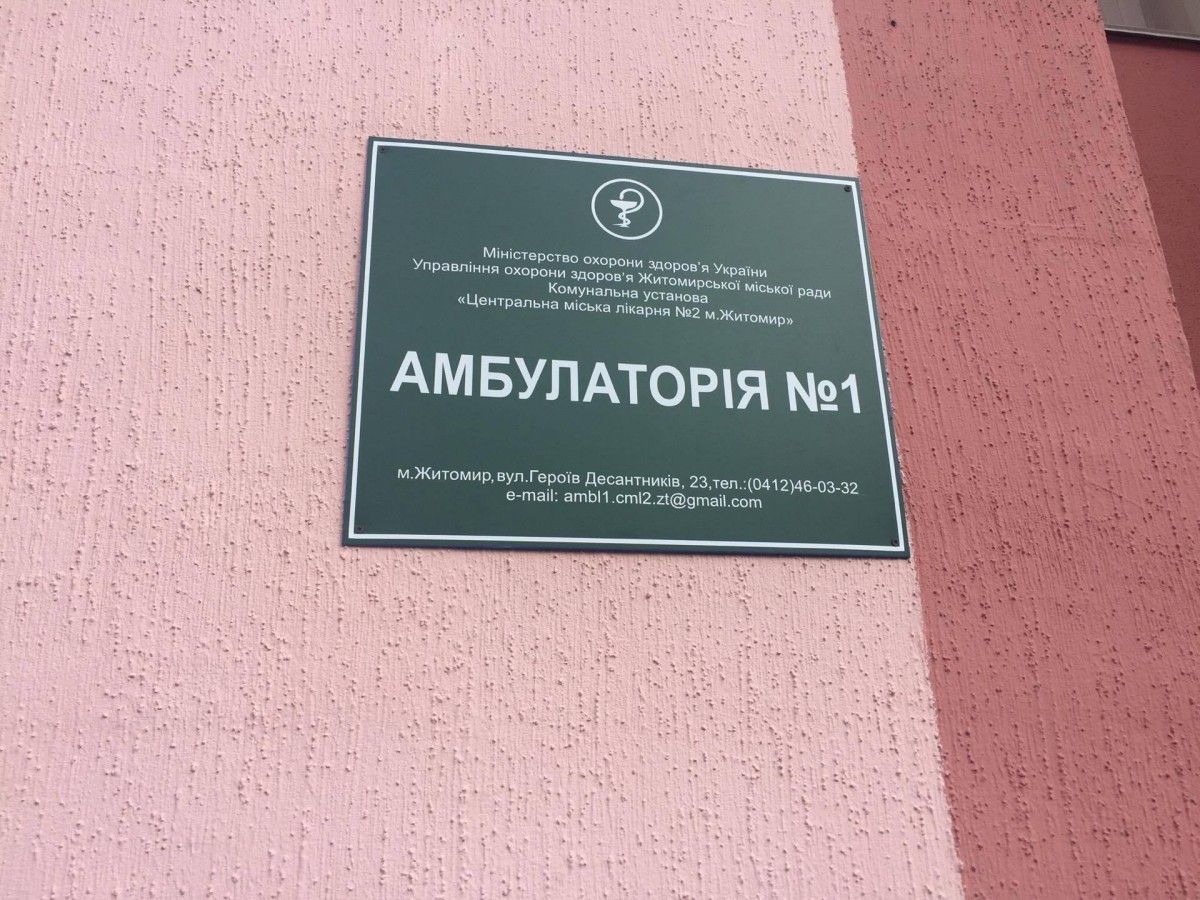 Міністерство охорони здоров'я України
Управління охорони здоров'я Житомирської міської ради
Комунальна установа
«Центральна міська лікарня №2 м.Житомир»
АМБУЛАТОРІЯ №1
м.Житомир, вул.Героїв Десантників, 23,тел.:(0412)46-03-32
e-mail: ambl1.cml2.zt@gmail.com